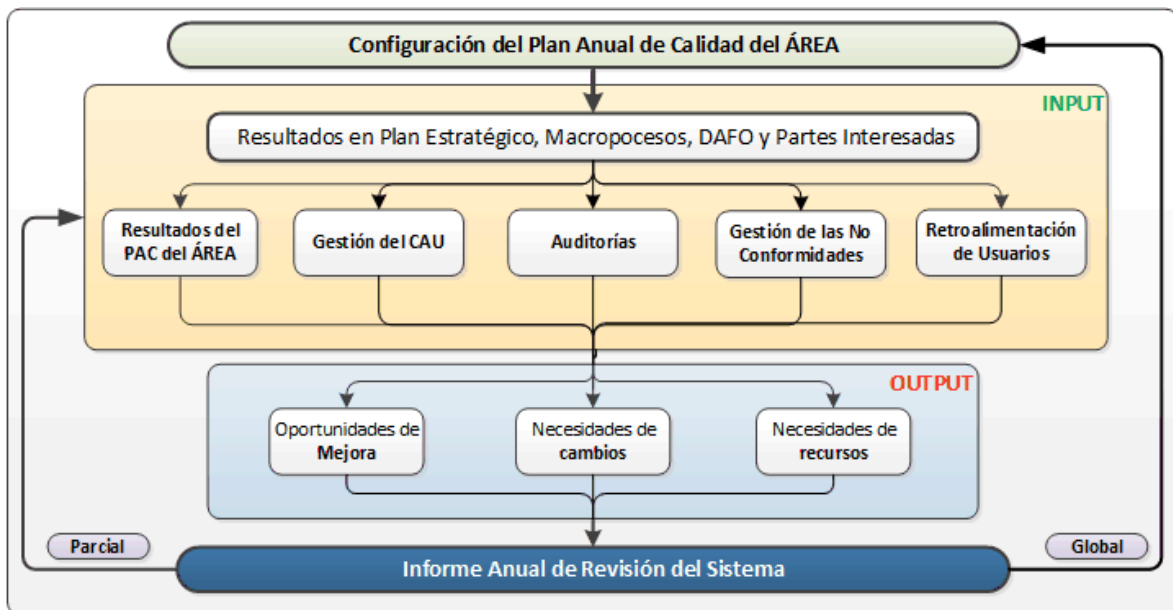 Configuración del Plan Anual de Calidad del ÁREA
INPUT
Resultados en Plan Estratégico, Macropocesos, DAFO y Partes Interesadas
Resultados del
PAC del ÁREA
Gestión del CAU
Auditorías
Gestión de las No
Conformidades
Retroalimentación
de Usuarios
OUTPUT
Oportunidades de
Mejora
Necesidades de
cambios
Necesidades de
recursos
Parcial
Global
Informe Anual de Revisión del Sistema